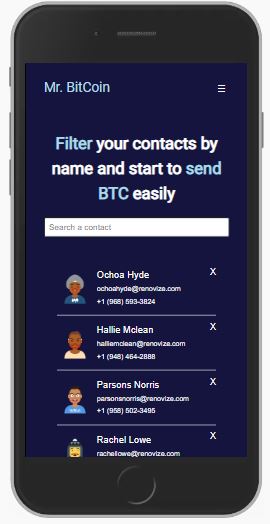 Mr. BitCoin
☰
Filter your contacts by
name and start to send
BTC easily
Search a contact
Ochoa Hyde
X
ochoahyde@renovize.com
+1 (968) 593-3824
Hallie Mclean
X
halliemclean@renovize.com
+1 (948) 464-2888
Parsons Norris
X
parsonsnorris@renovize.com
+1 (958) 502-3495
Rachel Lowe
X
rachellowe@renovize.com